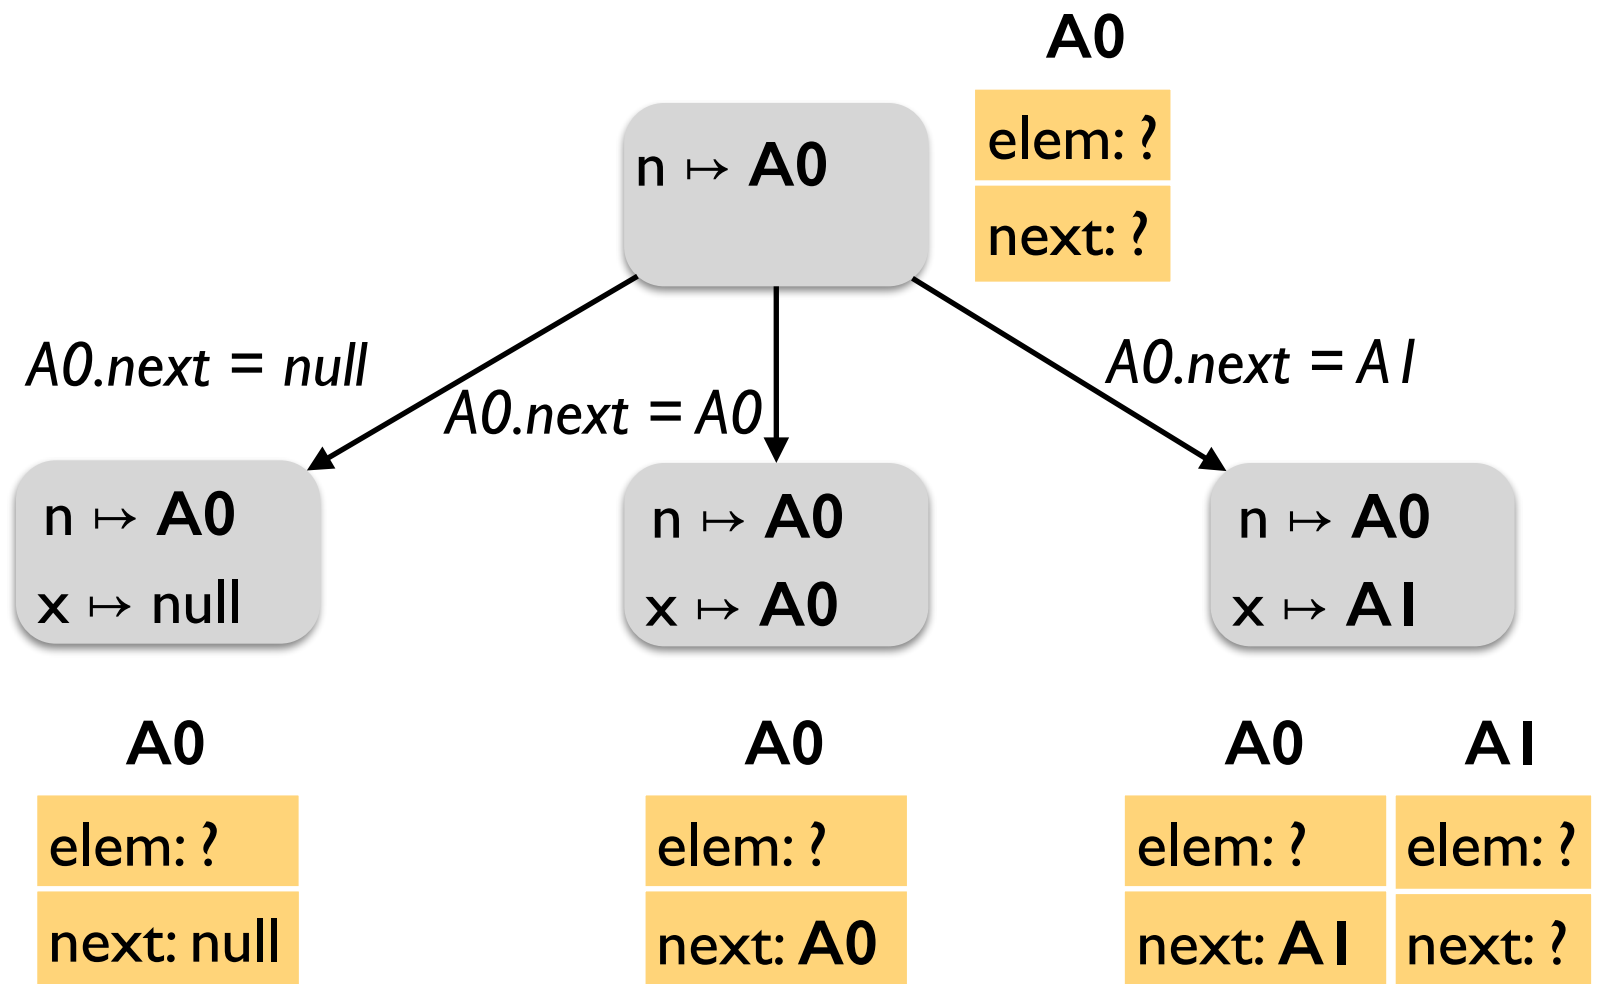 A0
n ↦ A0
elem: ?
next: ?
A0.next = null
A0.next = A0
A0.next = A1
n ↦ A0
x ↦ null
n ↦ A0
x ↦ A0
n ↦ A0
x ↦ A1
A0
elem: ?
next: null
A0
elem: ?
next: A0
A0
elem: ?
next: A1
A1
elem: ?
next: ?